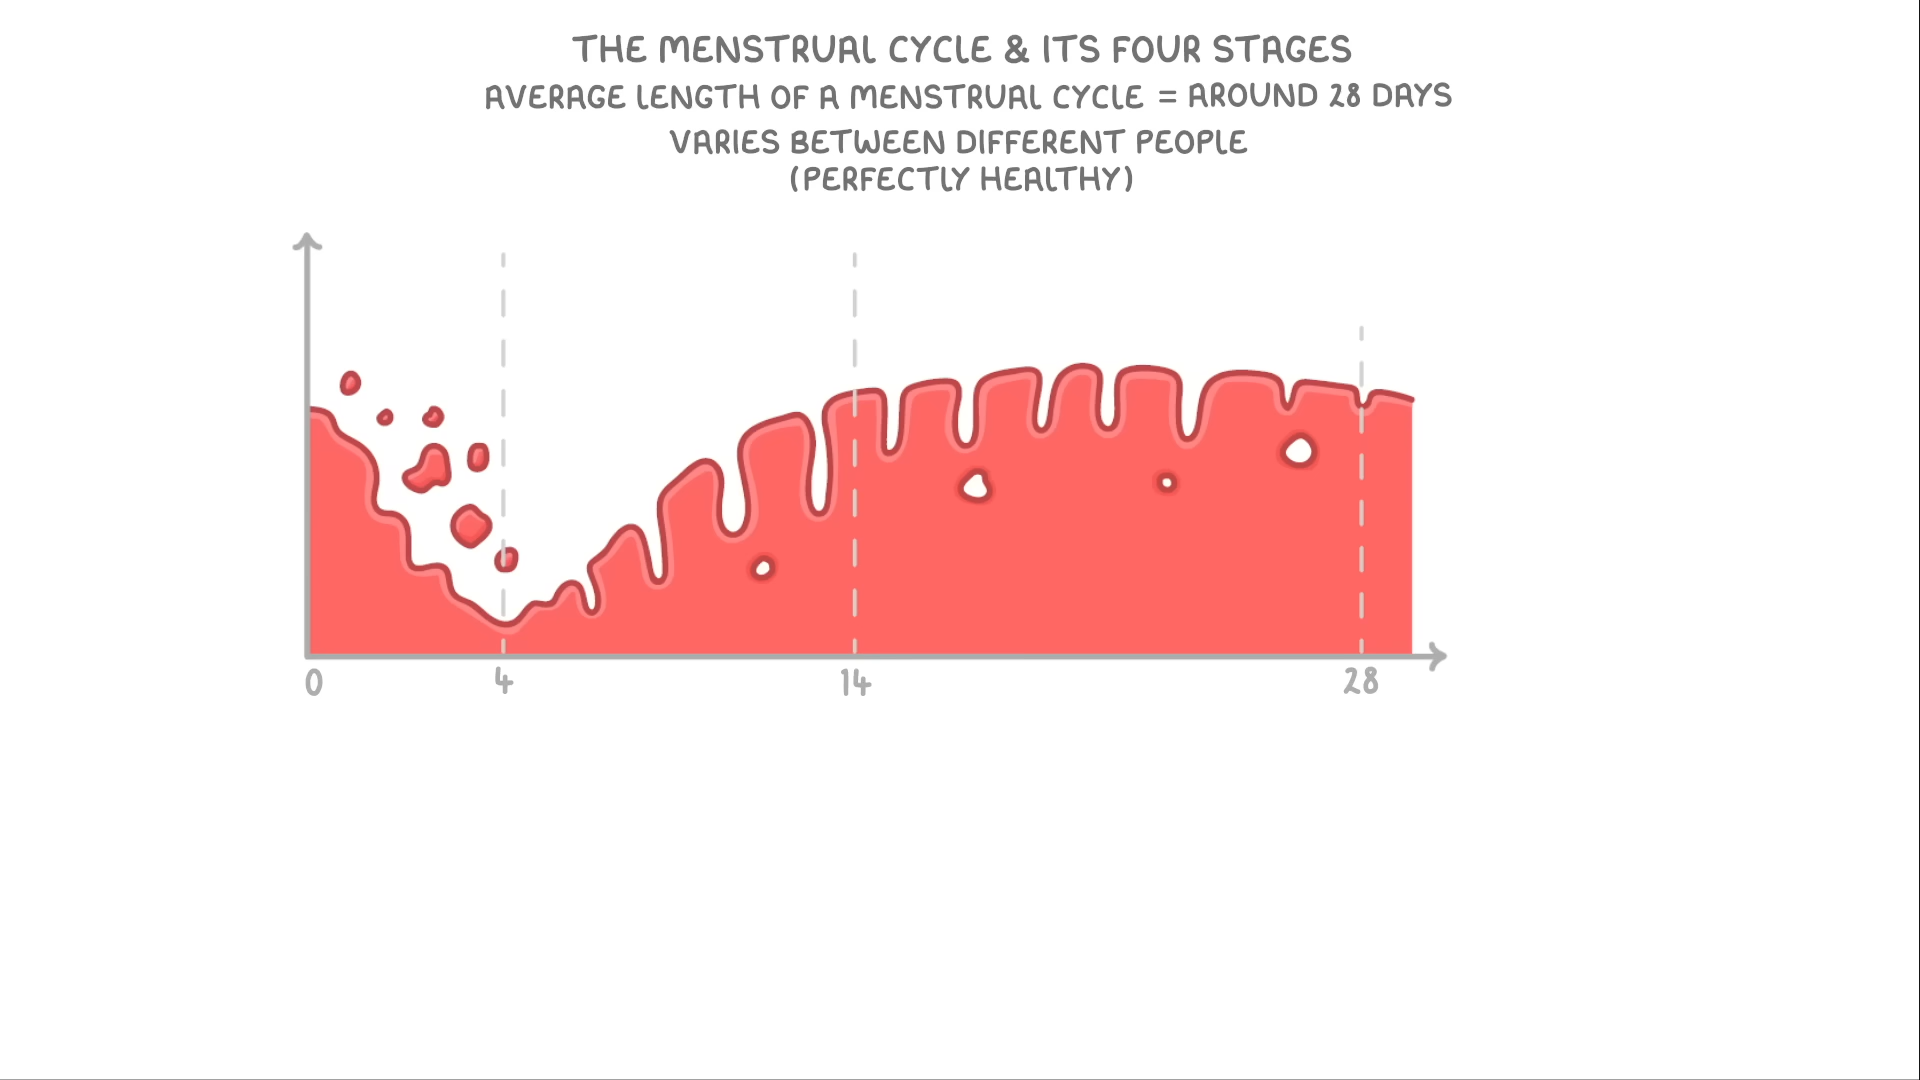 THE MENSTRUAL CYCLE & ITS FOUR STAGES
AVERAGE LENGTH OF A MENSTRUAL CYCLE = AROUND 28 DAYS
VARIES BETWEEN DIFFERENT PEOPLE
(PERFECTLY HEALTHY)
0 4 14 28